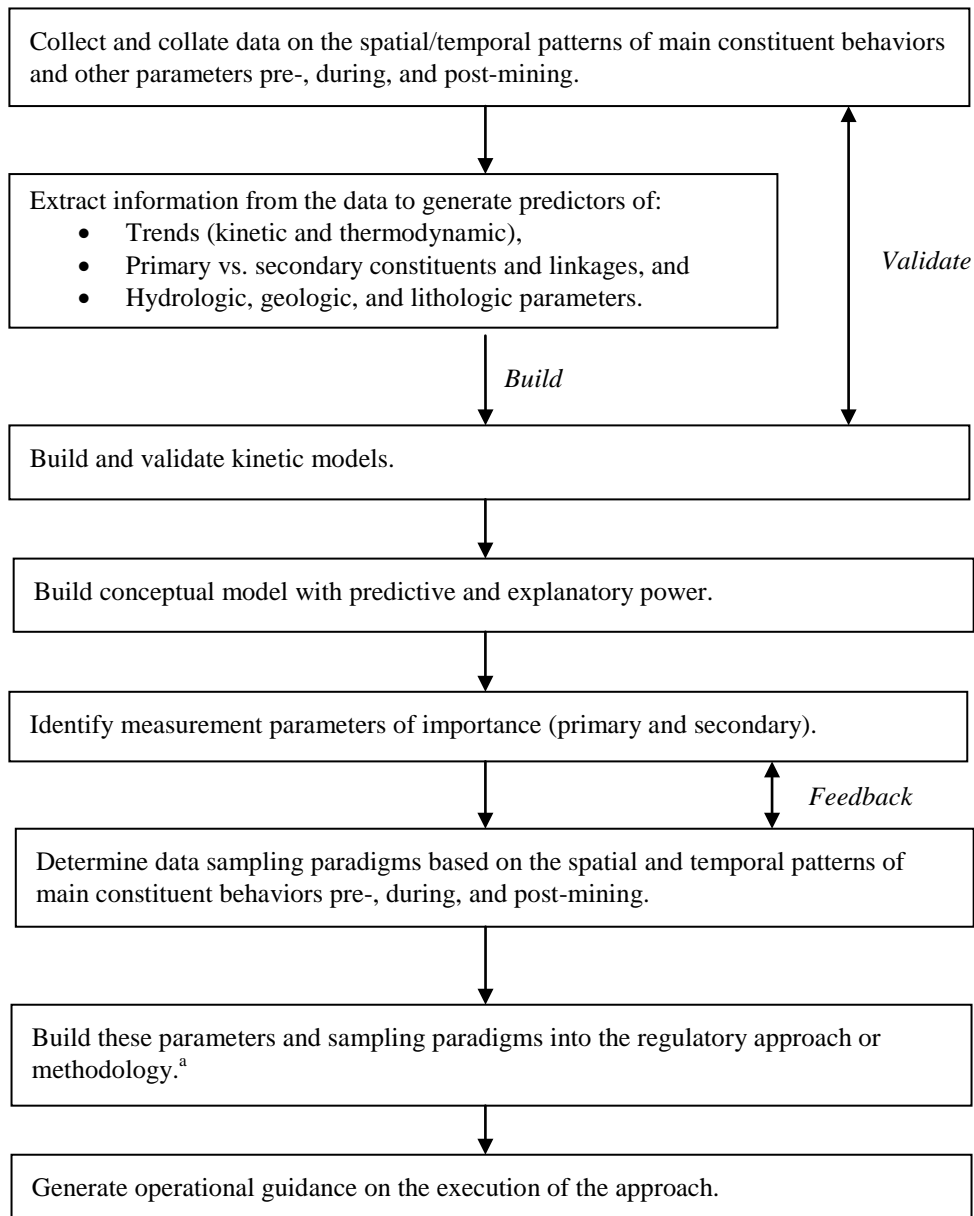 Collect and collate data on the spatial/temporal patterns of main constituent behaviors
and other parameters pre-, during, and post-mining.
Extract information from the data to generate predictors of:
• Trends (kinetic and thermodynamic),
• Primary vs. secondary constituents and linkages, and
• Hydrologic, geologic, and lithologic parameters.
Validate
Build
Build and validate kinetic models.
Build conceptual model with predictive and explanatory power.
Identify measurement parameters of importance (primary and secondary).
Feedback
Determine data sampling paradigms based on the spatial and temporal patterns of
main constituent behaviors pre-, during, and post-mining.
Build these parameters and sampling paradigms into the regulatory approach or
methodology.a
Generate operational guidance on the execution of the approach.